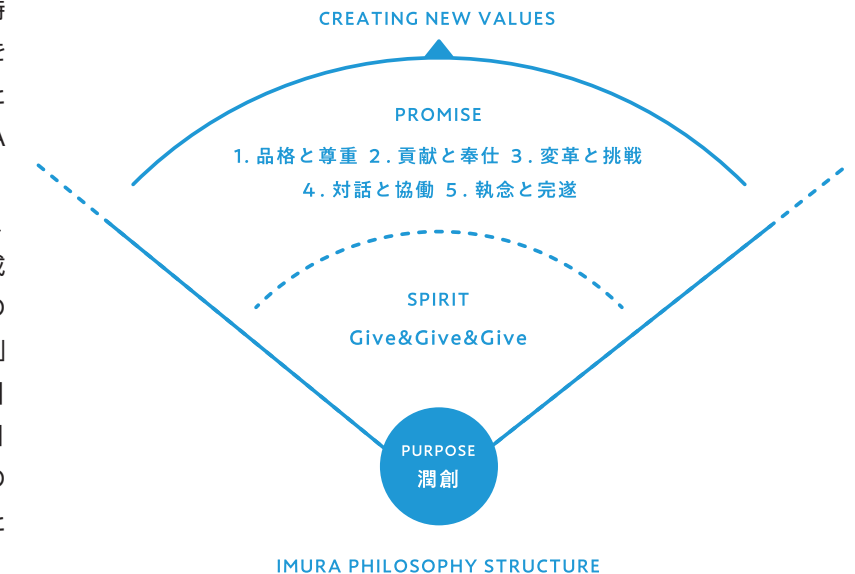 CREATING NEW VALUES
PROMISE
1. 品格と尊重 2. 貢献と奉仕 3. 変革と挑戦
4. 対話と協働 5. 執念と完遂
SPIRIT
Give&Give&Give
PURPOSE
潤創
IMURA PHILOSOPHY STRUCTURE